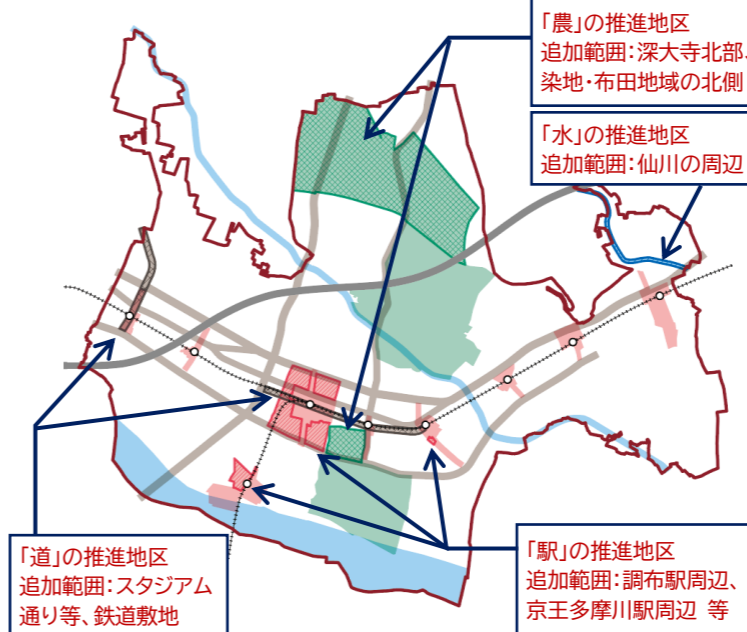 「農」の推進地区
追加範囲：深大寺北部、
染地・布田地域の北側
「水」の推進地区
追加範囲：仙川の周辺
「道」の推進地区
追加範囲：スタジアム
通り等、鉄道敷地
「駅」の推進地区
追加範囲：調布駅周辺、
京王多摩川駅周辺 等